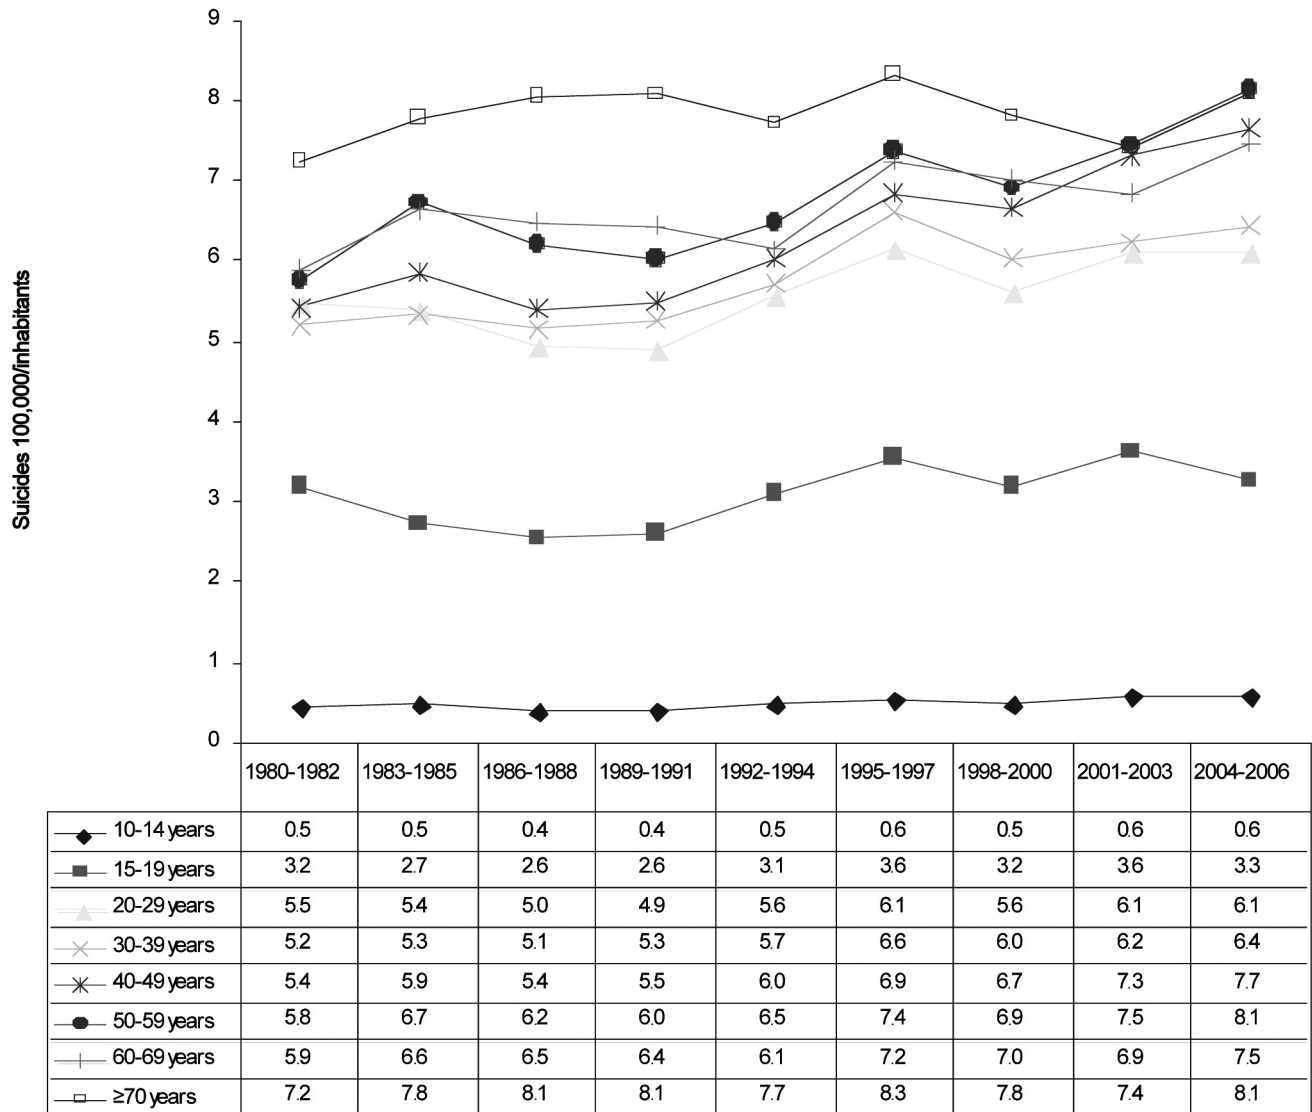 9
8
7
6
5
4
3
2
1
0
Suicides 100,000/inhabitants
1980-1982 1983-1985 1986-1988 1989-1991 1992-1994 1995-1997 1998-2000 2001-2003 2004-2006
10-14 years 0.5 0.5 0.4 0.4 0.5 0.6 0.5 0.6 0.6
15-19 years 3.2 2.7 2.6 2.6 3.1 3.6 3.2 3.6 3.3
20-29 years 5.5 5.4 5.0 4.9 5.6 6.1 5.6 6.1 6.1
30-39 years 5.2 5.3 5.1 5.3 5.7 6.6 6.0 6.2 6.4
40-49 years 5.4 5.9 5.4 5.5 6.0 6.9 6.7 7.3 7.7
50-59 years 5.8 6.7 6.2 6.0 6.5 7.4 6.9 7.5 8.1
60-69 years 5.9 6.6 6.5 6.4 6.1 7.2 7.0 6.9 7.5
≥70 years 7.2 7.8 8.1 8.1 7.7 8.3 7.8 7.4 8.1